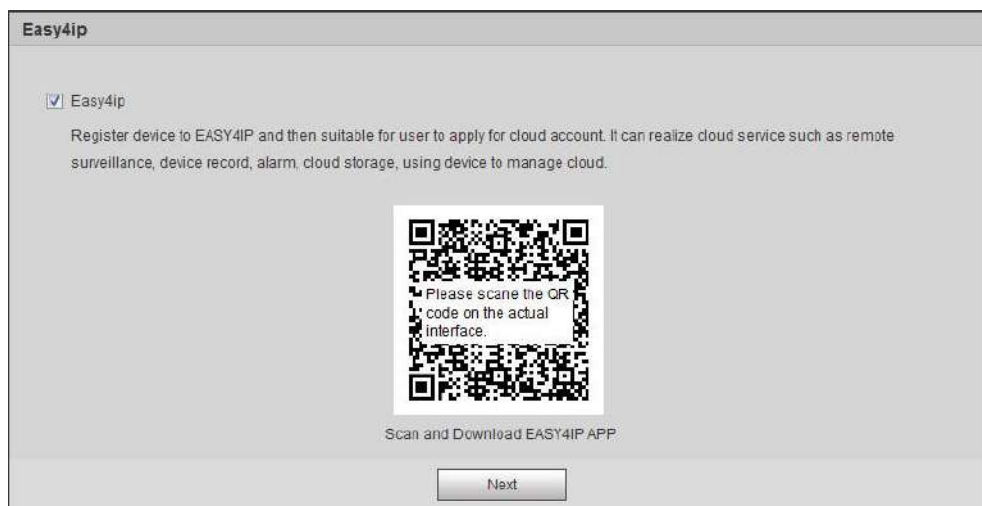 Easy4ip
Easy4ip
Register device to EASY4IP and then suitable for user to apply for cloud account. It can realize cloud service such as remote
surveillance, device record, alarm, cloud storage, using device to manage cloud.
Please scane the QR
code on the actual
interface.
Scan and Download EASY4IP APP
Next